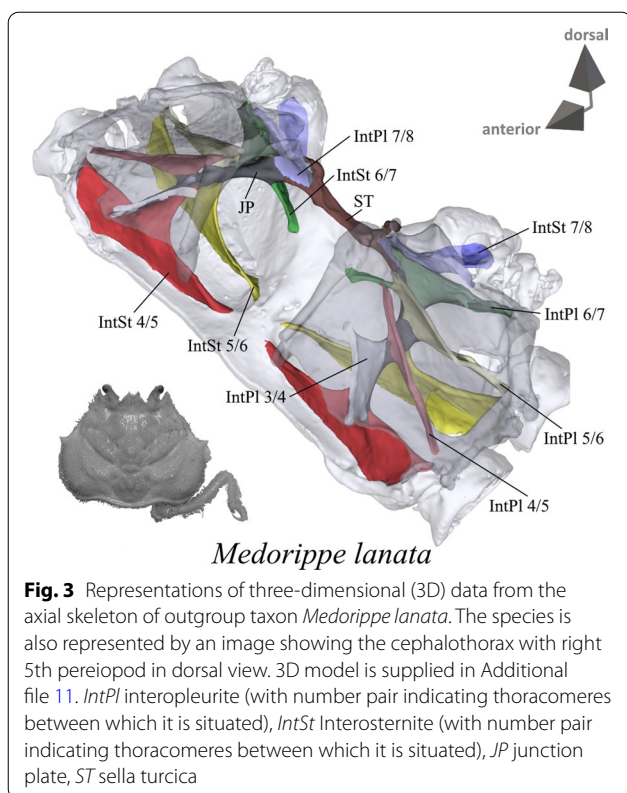 dorsal
anterior
IntPl 7/8
IntSt 6/7
JP
ST
IntSt 7/8
IntSt 4/5
IntSt 5/6
IntPl 6/7
IntPl 3/4
IntPl 5/6
IntPl 4/5
Medorippe lanata
Fig. 3 Representations of three-dimensional (3D) data from the
axial skeleton of outgroup taxon Medorippe lanata. The species is
also represented by an image showing the cephalothorax with right
5th pereiopod in dorsal view. 3D model is supplied in Additional
file 11. IntPl interopleurite (with number pair indicating thoracomeres
between which it is situated), IntSt Interosternite (with number pair
indicating thoracomeres between which it is situated), JP junction
plate, ST sella turcica